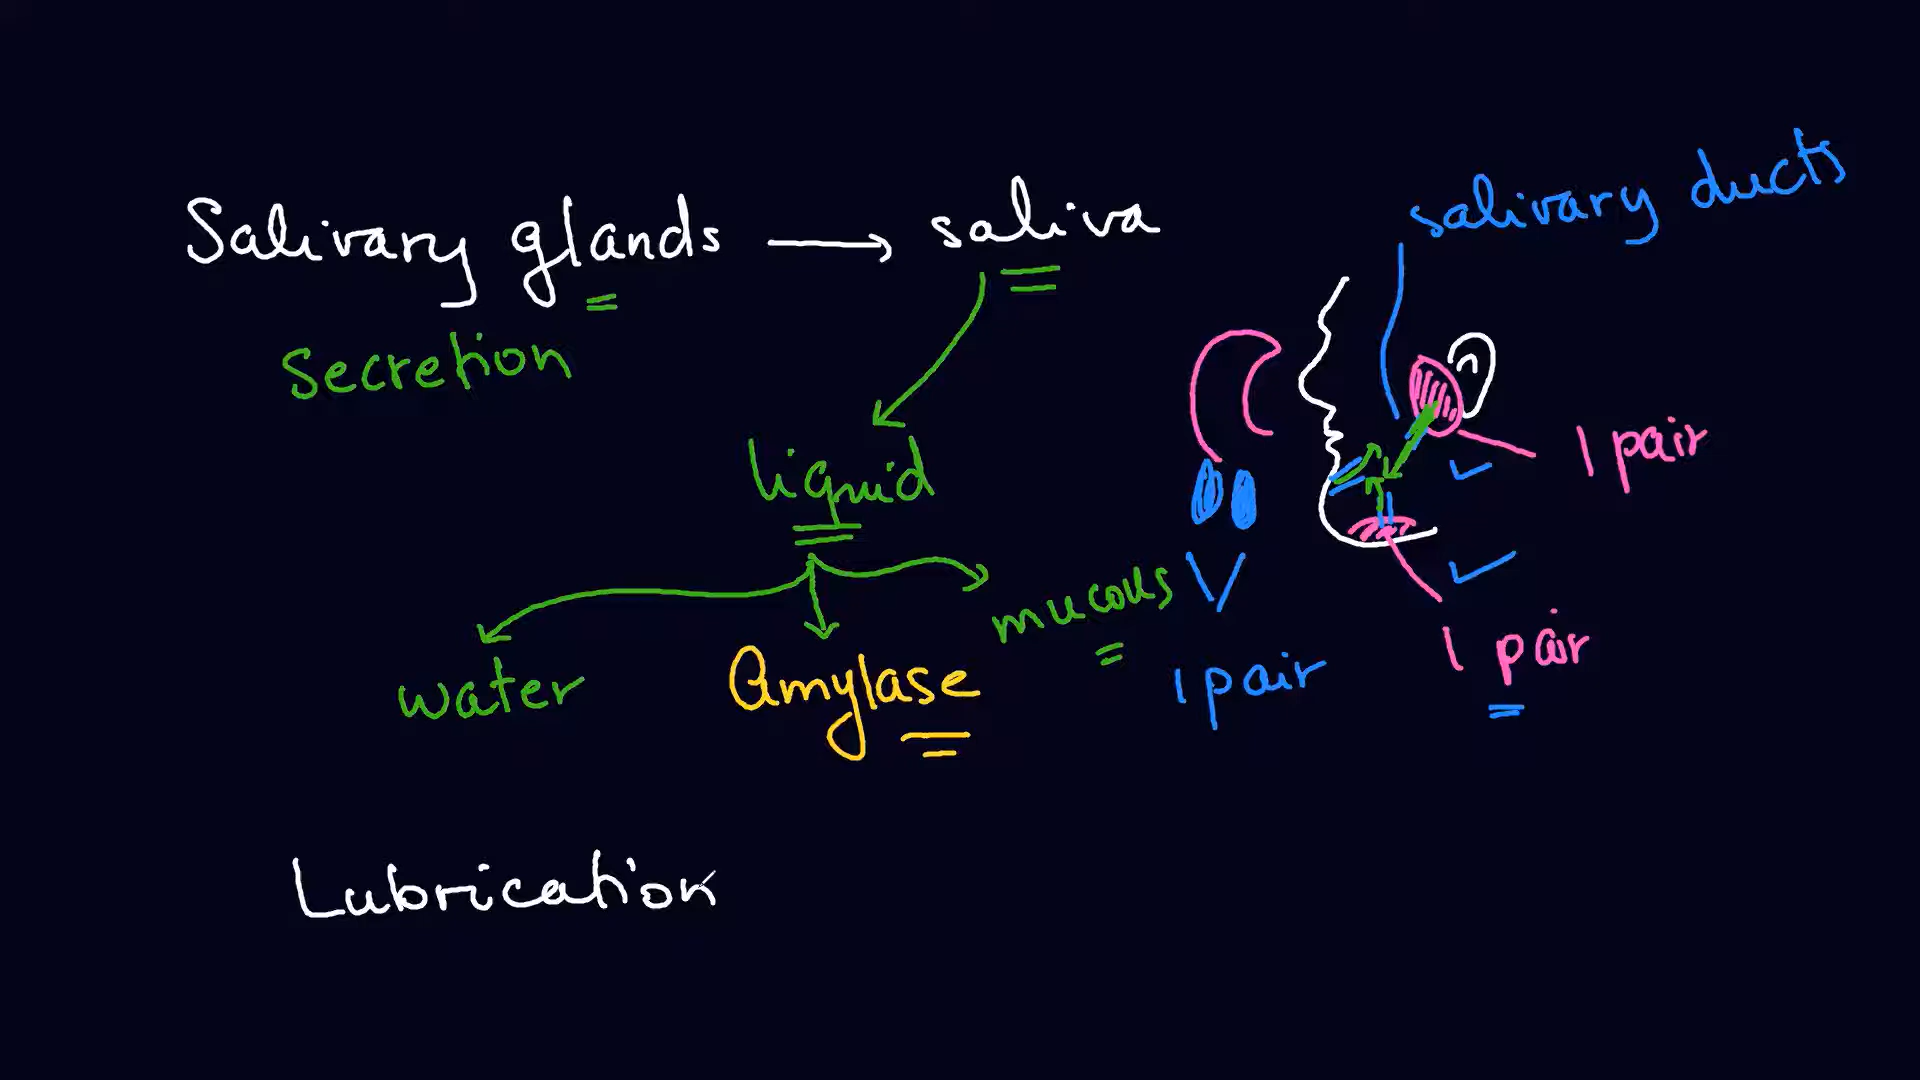 Salivary glands → saliva
salivary ducts
secretion
liquid
1 pair
water
Amylase
mucous
1 pair
1 pair
Lubrication